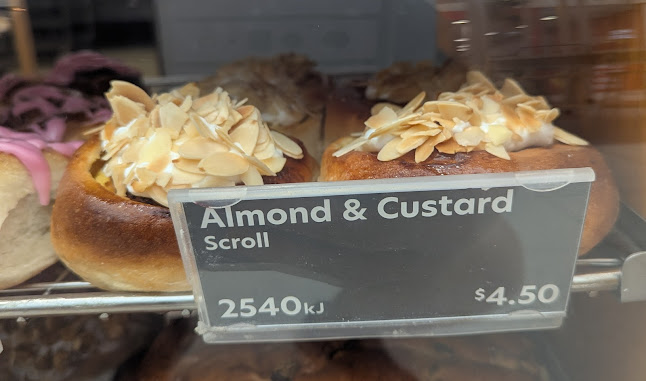 Almond & Custard
Scroll
2540kJ
$4.50